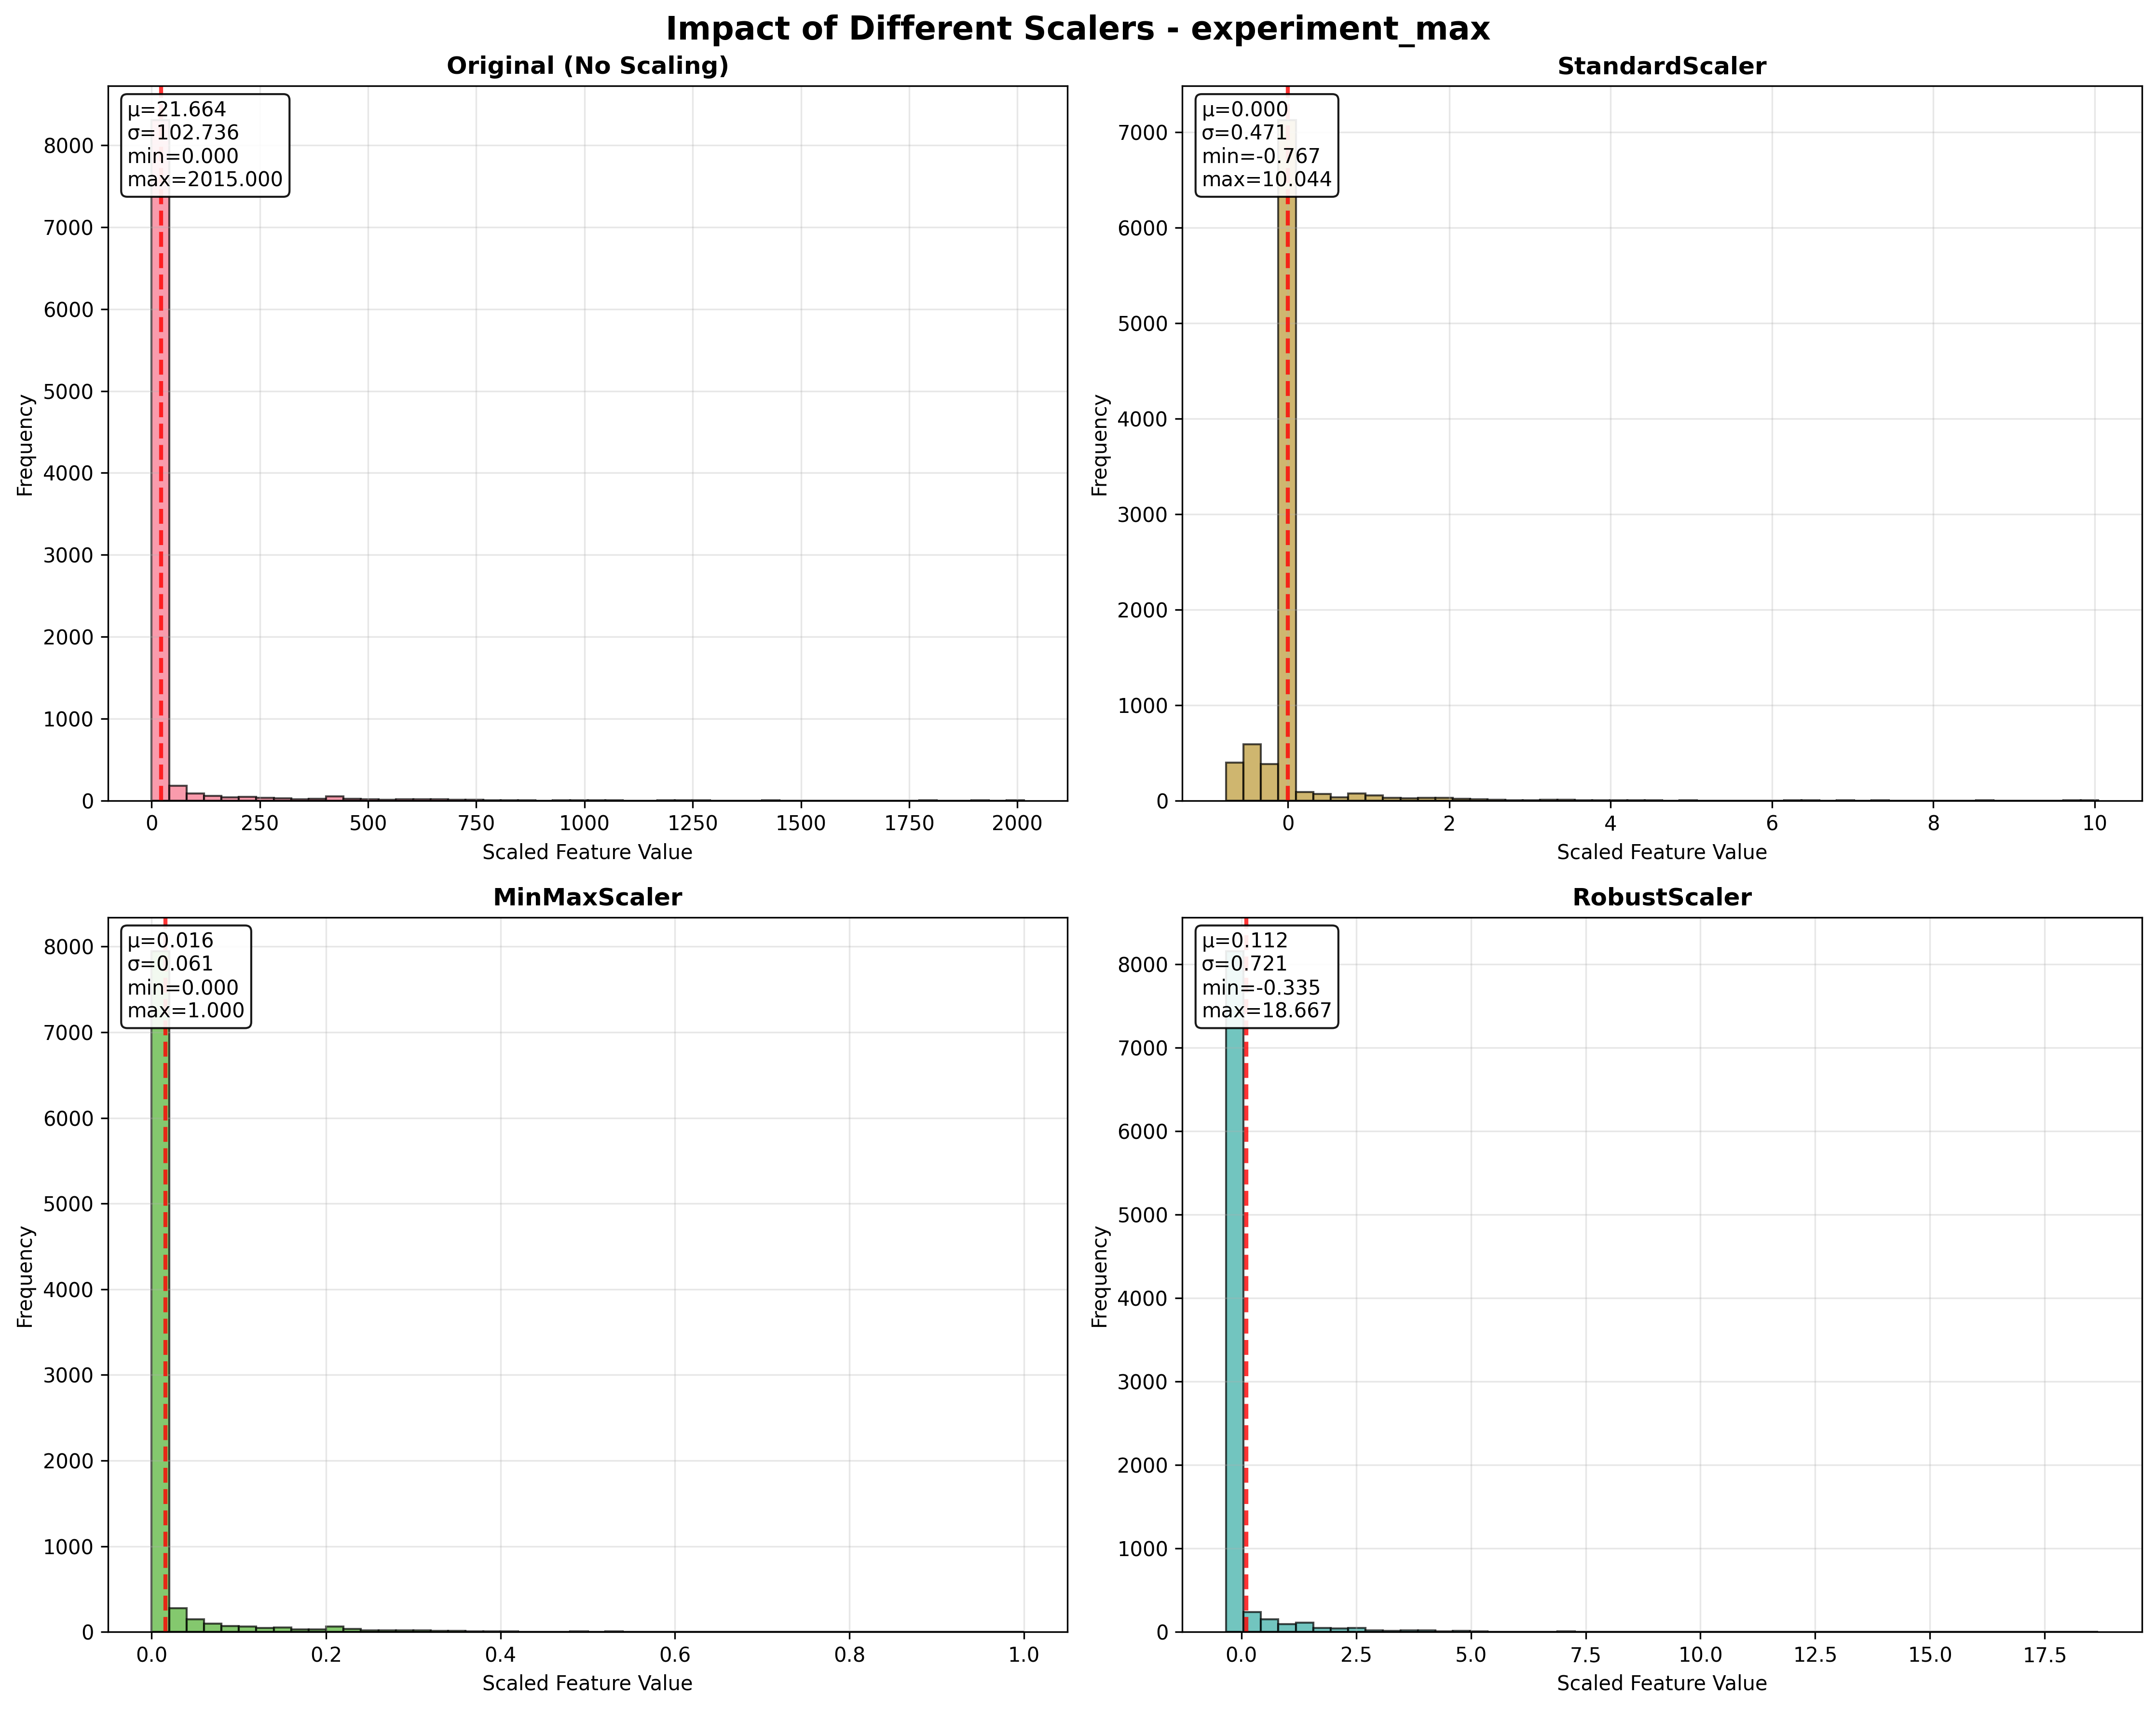 Impact of Different Scalers - experiment_max
Original (No Scaling)
μ=21.664
σ=102.736
min=0.000
max=2015.000
Frequency
8000
7000
6000
5000
4000
3000
2000
1000
0
0 250 500 750 1000 1250 1500 1750 2000
Scaled Feature Value
StandardScaler
μ=0.000
σ=0.471
min=-0.767
max=10.044
Frequency
7000
6000
5000
4000
3000
2000
1000
0
0 2 4 6 8 10
Scaled Feature Value
MinMaxScaler
μ=0.016
σ=0.061
min=0.000
max=1.000
Frequency
8000
7000
6000
5000
4000
3000
2000
1000
0
0.0 0.2 0.4 0.6 0.8 1.0
Scaled Feature Value
RobustScaler
μ=0.112
σ=0.721
min=-0.335
max=18.667
Frequency
8000
7000
6000
5000
4000
3000
2000
1000
0
0.0 2.5 5.0 7.5 10.0 12.5 15.0 17.5
Scaled Feature Value